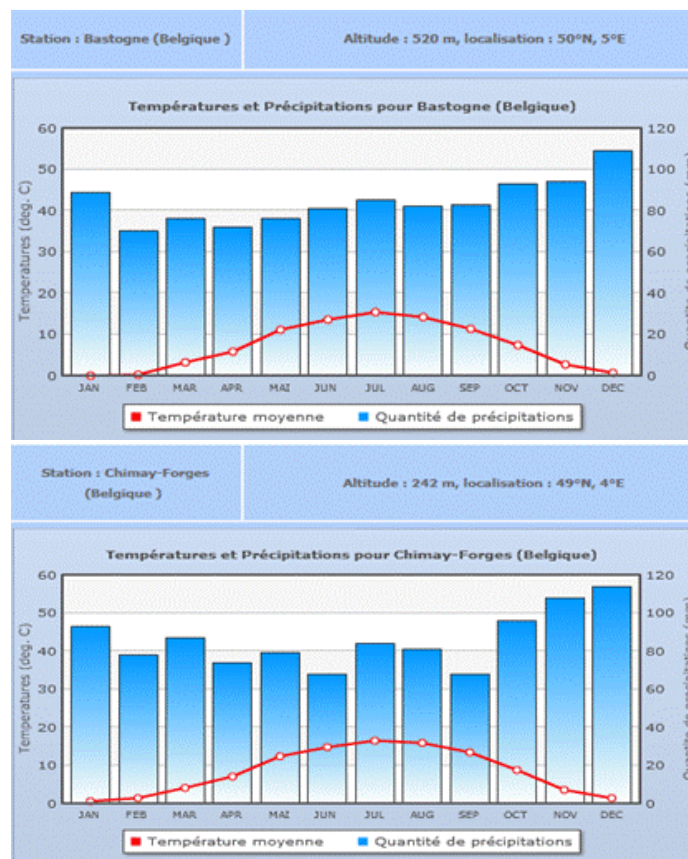 Station : Bastogne (Belgique )
Altitude : 520 m, localisation : 50°N, 5°E
Températures et Précipitations pour Bastogne (Belgique)
60 120
50 100
40 80
30 60
20 40
10 20
0 0
Temperatures (deg. C)
JAN FEB MAR APR MAI JUN JUL AUG SEP OCT NOV DEC
Température moyenne Quantité de précipitations
Station : Chimay-Forges
(Belgique )
Altitude : 242 m, localisation : 49°N, 4°E
Températures et Précipitations pour Chimay-Forges (Belgique)
60 120
50 100
40 80
30 60
20 40
10 20
0 0
Temperatures (deg. C)
JAN FEB MAR APR MAI JUN JUL AUG SEP OCT NOV DEC
Température moyenne Quantité de précipitations